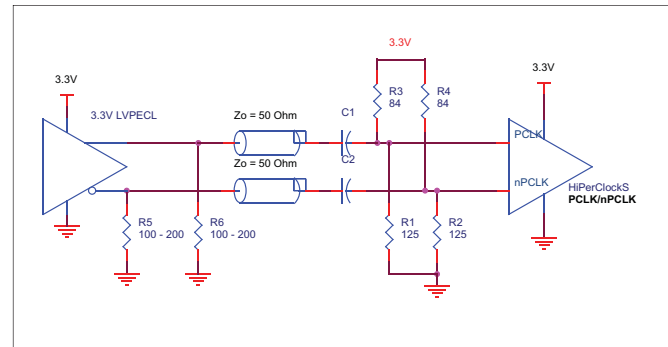 3.3V
3.3V
3.3V
R3
84
R4
84
3.3V LVPECL
Zo = 50 Ohm
C1
PCLK
Zo = 50 Ohm
C2
nPCLK
HiPerClockS
PCLK/nPCLK
R5
100 - 200
R6
100 - 200
R1
125
R2
125